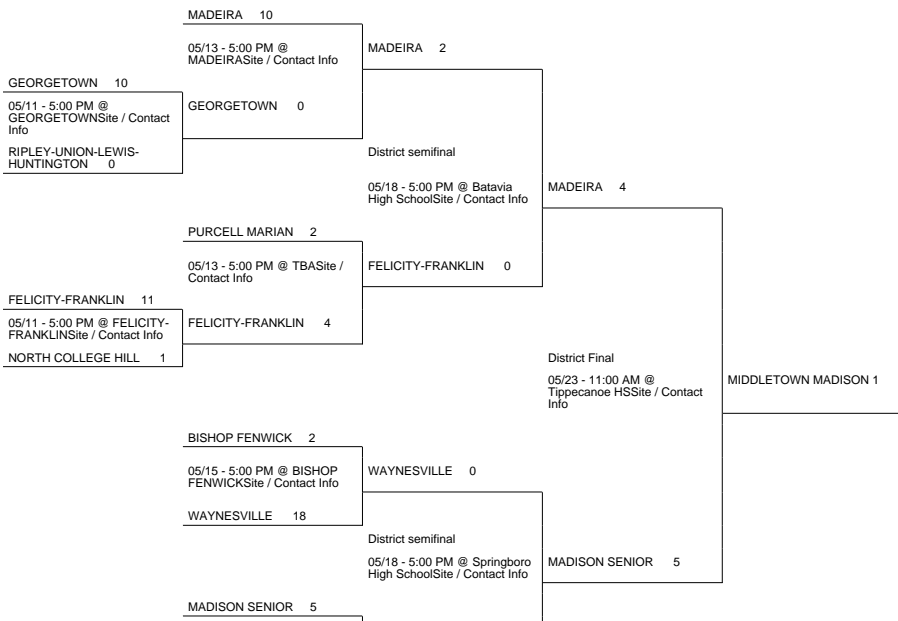 MADEIRA 10
05/13 - 5:00 PM @
MADEIRASite / Contact Info
MADEIRA 2
GEORGETOWN 10
05/11 - 5:00 PM @
GEORGETOWNSite / Contact
Info
GEORGETOWN 0
RIPLEY-UNION-LEWIS-
HUNTINGTON 0
District semifinal
05/18 - 5:00 PM @ Batavia
High SchoolSite / Contact Info
MADEIRA 4
PURCELL MARIAN 2
05/13 - 5:00 PM @ TBASite /
Contact Info
FELICITY-FRANKLIN 0
FELICITY-FRANKLIN 11
05/11 - 5:00 PM @ FELICITY-
FRANKLINSite / Contact Info
FELICITY-FRANKLIN 4
NORTH COLLEGE HILL 1
District Final
05/23 - 11:00 AM @
Tippecanoe HSSite / Contact
Info
MIDDLETOWN MADISON 1
BISHOP FENWICK 2
05/15 - 5:00 PM @ BISHOP
FENWICKSite / Contact Info
WAYNESVILLE 0
WAYNESVILLE 18
District semifinal
05/18 - 5:00 PM @ Springboro
High SchoolSite / Contact Info
MADISON SENIOR 5
MADISON SENIOR 5